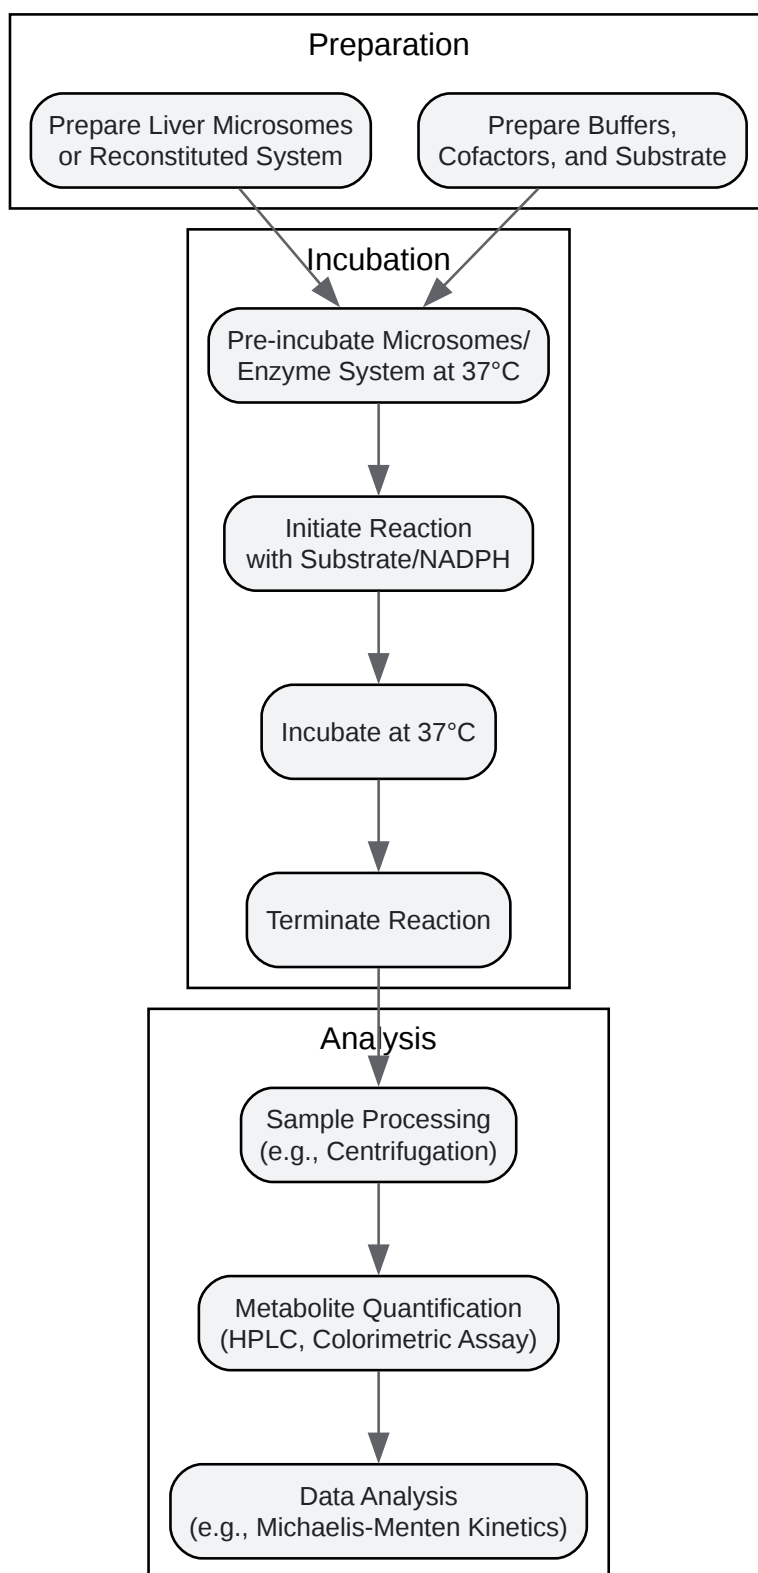 Preparation
Prepare Liver Microsomes
or Reconstituted System
Prepare Buffers,
Cofactors, and Substrate
Incubation
Pre-incubate Microsomes/
Enzyme System at 37°C
Initiate Reaction
with Substrate/NADPH
Incubate at 37°C
Terminate Reaction
Analysis
Sample Processing
(e.g., Centrifugation)
Metabolite Quantification
(HPLC, Colorimetric Assay)
Data Analysis
(e.g., Michaelis-Menten Kinetics)